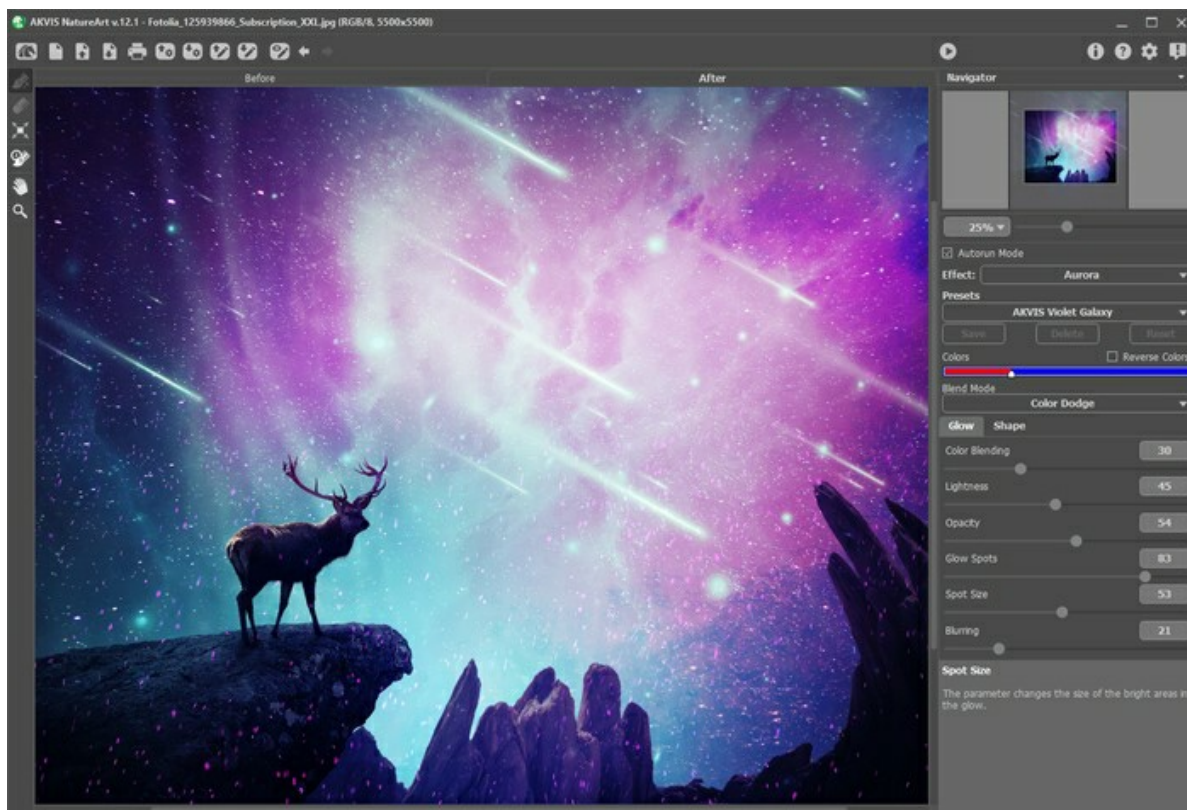 AKVIS NatureArt v.12.1 - Fotolia_125939866_Subscription_XXL.jpg (RGB/8, 5500x5500)
Before
After
Navigator
25%
Autorun Mode
Effect:
Aurora
Presets
AKVIS Violet Galaxy
Save
Delete
Reset
Colors
Reverse Colors
Blend Mode
Color Dodge
Glow
Shape
Color Blending
30
Lightness
45
Opacity
54
Glow Spots
83
Spot Size
53
Blurring
21
Spot Size
The parameter changes the size of the bright areas in
the glow.